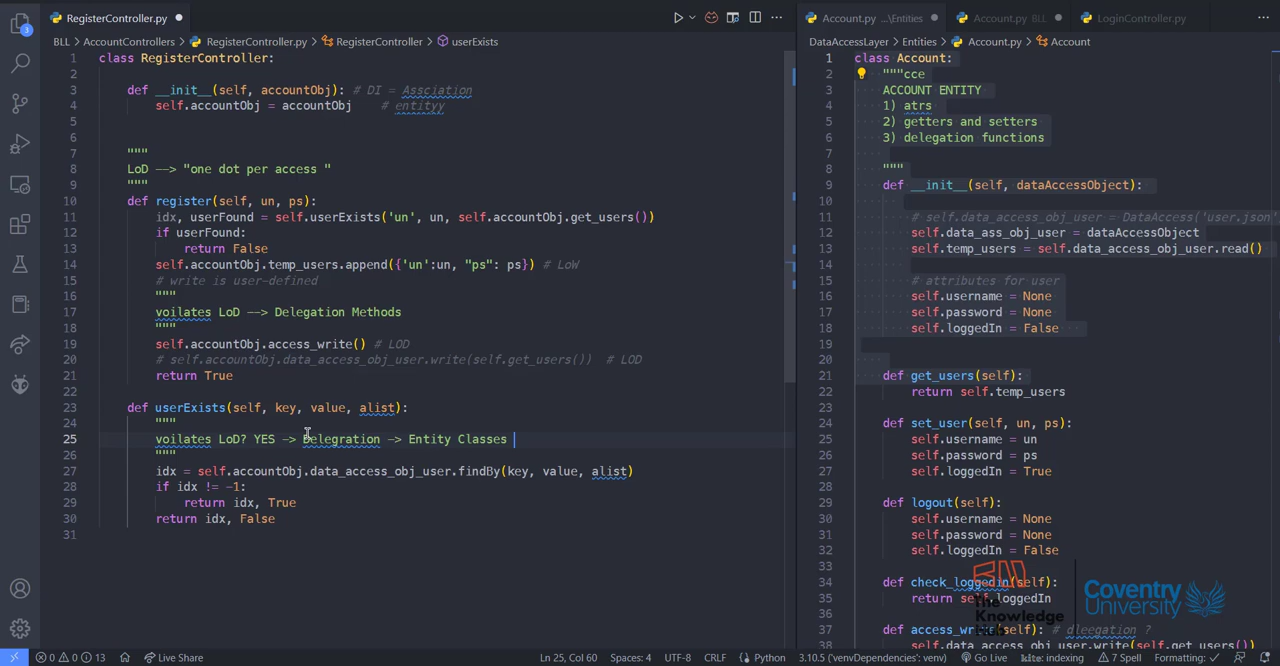 RegisterController.py
Account.py ...\Entities
Account.py BLL
LoginController.py
BLL > AccountControllers > RegisterController.py > RegisterController > userExists
DataAccessLayer > Entities > Account.py > Account
3
1 class RegisterController:
2
3 def __init__(self, accountObj): # DI = Assciation
4 self.accountObj = accountObj # entityy
5
6
7 """
8 LoD --> "one dot per access "
9 """
10 def register(self, un, ps):
11 idx, userFound = self.userExists('un', un, self.accountObj.get_users())
12 if userFound:
13 return False
14 self.accountObj.temp_users.append({'un':un, "ps": ps}) # LoW
15 # write is user-defined
16 """
17 voilates LoD --> Delegation Methods
18 """
19 self.accountObj.access_write() # LOD
20 # self.accountObj.data_access_obj_user.write(self.get_users()) # LOD
21 return True
22
23 def userExists(self, key, value, alist):
24 """
25 voilates LoD? YES -> Delegration -> Entity Classes
26 """
27 idx = self.accountObj.data_access_obj_user.findBy(key, value, alist)
28 if idx != -1:
29 return idx, True
30 return idx, False
31
1 class Account:
2 """cce
3 ACCOUNT ENTITY
4 1) atrs
5 2) getters and setters
6 3) delegation functions
7
8 """
9 def __init__(self, dataAccessObject):
10
11 # self.data_access_obj_user = DataAccess('user.json'
12 self.data_ass_obj_user = dataAccessObject
13 self.temp_users = self.data_access_obj_user.read()
14
15 # attributes for user
16 self.username = None
17 self.password = None
18 self.loggedIn = False
19
20
21 def get_users(self):
22 return self.temp_users
23
24 def set_user(self, un, ps):
25 self.username = un
26 self.password = ps
27 self.loggedIn = True
28
29
30 def logout(self):
30 self.username = None
31 self.password = None
32 self.loggedIn = False
33
34 def check_loggedin(self):
35 return self.loggedIn
36
37 def access_write(self): # dleegation ?
38 self.data_access_obj_user.write(self.get_users())
The Knowledge
Coventry
University
0 0 13 Live Share Ln 25, Col 60 Spaces: 4 UTF-8 CRLF Python 3.10.5 ('venvDependencies': venv) Go Live kite: indexing 7 Spell Formatting: